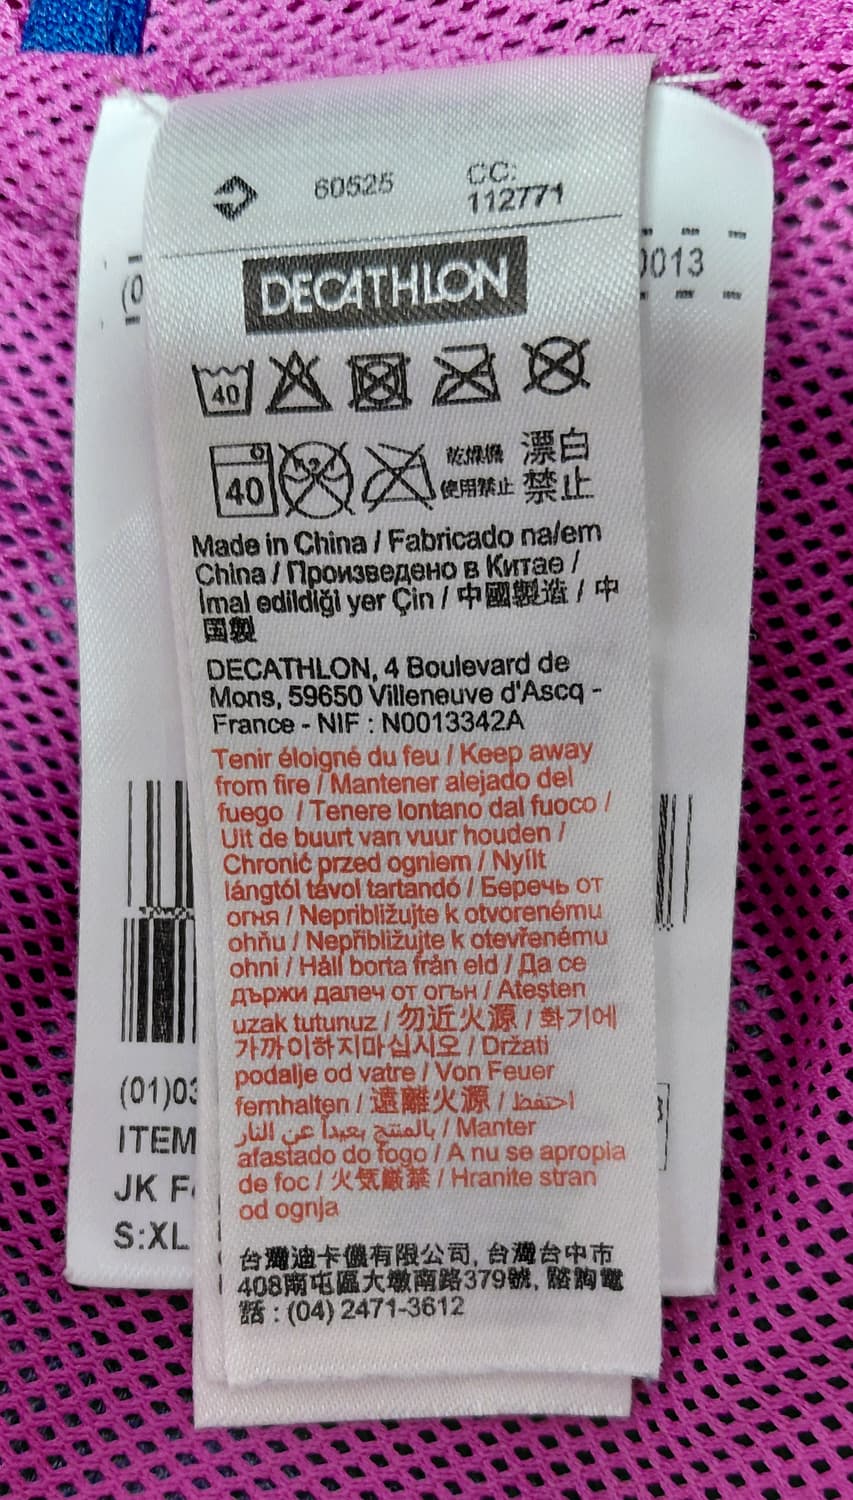 60525
CC:
112771
DECATHLON
0013
(0
40
40
乾燥機
使用禁止
漂白
禁止
Made in China / Fabricado na/em
China / Произведено в Китае /
İmal edildiği yer Çin / 中國製造 / 中
国製
DECATHLON, 4 Boulevard de
Mons, 59650 Villeneuve d'Ascq -
France - NIF : N0013342A
Tenir éloigné du feu / Keep away
from fire / Mantener alejado del
fuego / Tenere lontano dal fuoco /
Uit de buurt van vuur houden /
Chronić przed ogniem / Nyílt
lángtól távol tartandó / Беречь от
огня / Nepribližujte k otvorenému
ohňu / Nepřibližujte k otevřenému
ohni / Håll borta från eld / Да се
държи далеч от огън / Ateşten
uzak tutunuz / 勿近火源 / 화기에
가까이하지마십시오 / Držati
podalje od vatre / Von Feuer
fernhalten / 遠離火源 / احتفظ
بالمنتج بعيداً عن النار / Manter
afastado do fogo / A nu se apropia
de foc / 火気厳禁 / Hranite stran
od ognja
(01)03
ITEM
JK F
S:XL
台灣迪卡儂有限公司, 台灣台中市
408南屯區大墩南路379號, 諮詢電
話 : (04) 2471-3612